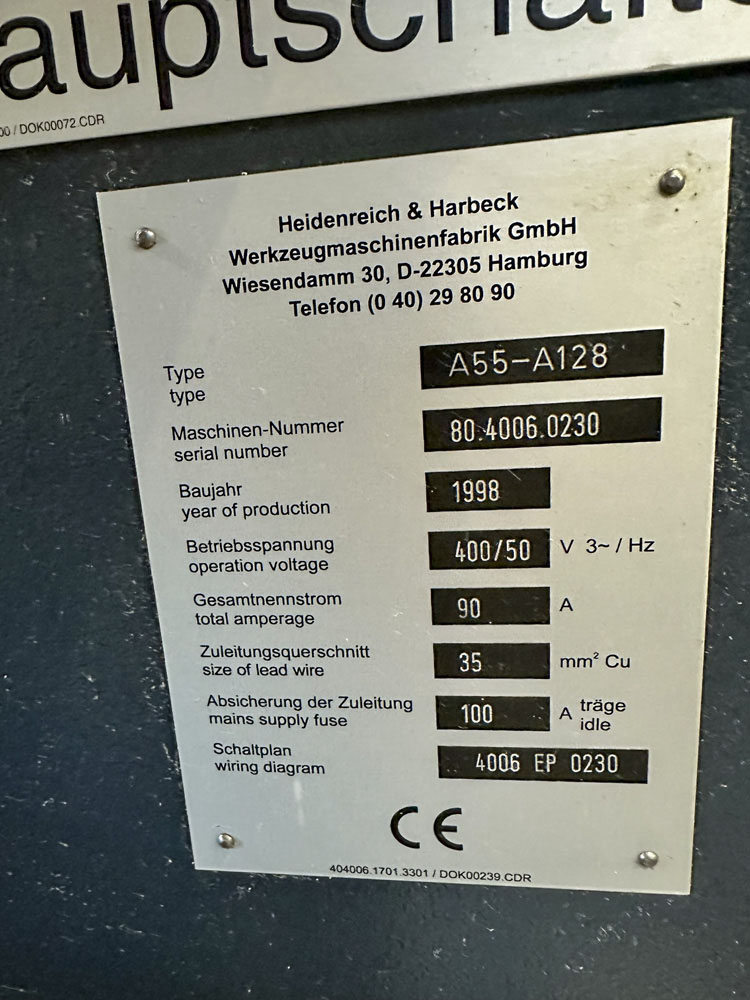 auptschalte
00 / DOK00072.CDR
Heidenreich & Harbeck
Werkzeugmaschinenfabrik GmbH
Wiesendamm 30, D-22305 Hamburg
Telefon (0 40) 29 80 90
Type A55-A128
type
Maschinen-Nummer 80.4006.0230
serial number
Baujahr 1998
year of production
Betriebsspannung 400/50 V 3~ / Hz
operation voltage
Gesamtnennstrom 90 A
total amperage
Zuleitungsquerschnitt 35 mm² Cu
size of lead wire
Absicherung der Zuleitung 100 A träge
mains supply fuse idle
Schaltplan 4006 EP 0230
wiring diagram
CE
404006.1701.3301 / DOK00239.CDR